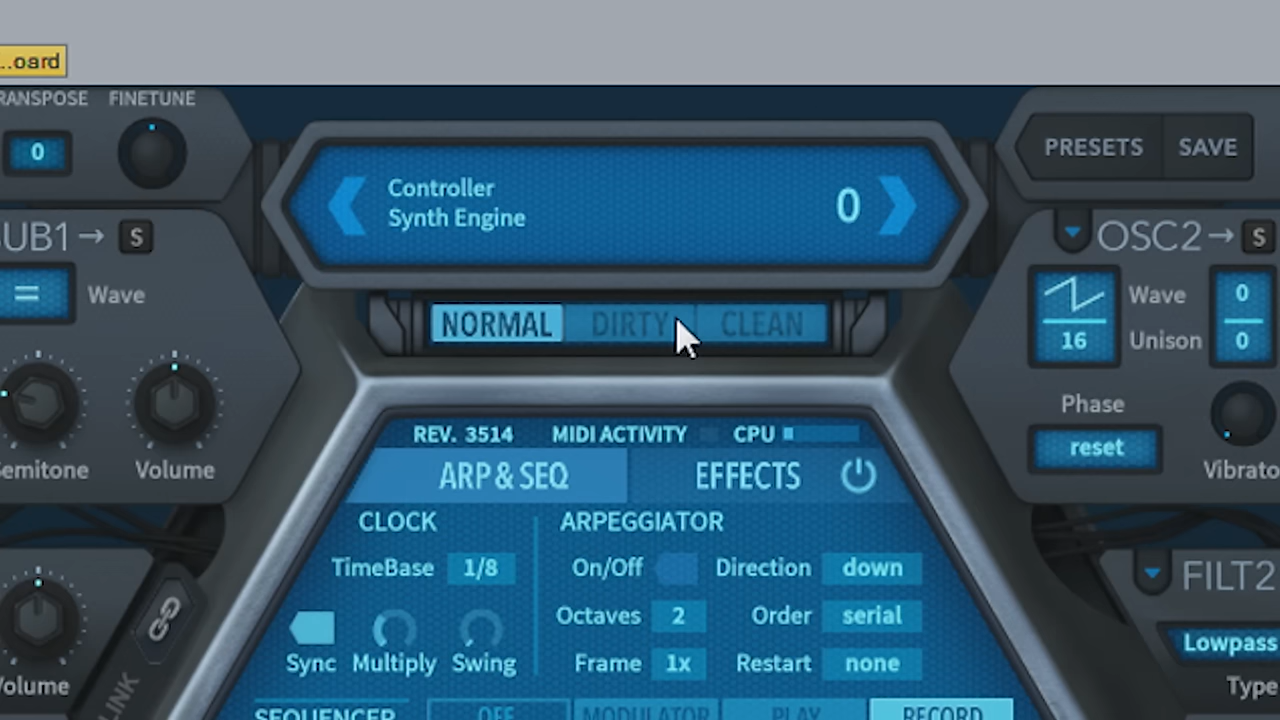 ..oard
RANSPOSE FINETUNE
0
Controller
Synth Engine
0
PRESETS SAVE
UB1 → S
OSC2 → S
= Wave
NORMAL DIRTY CLEAN
Wave 0
16 Unison 0
Phase
reset
Semitone Volume
Vibrato
REV. 3514 MIDI ACTIVITY CPU
ARP & SEQ EFFECTS
CLOCK ARPEGGIATOR
TimeBase 1/8 On/Off Direction down
Octaves 2 Order serial
Sync Multiply Swing Frame 1x Restart none
Volume
LINK
FILT2
Lowpass
Type
SEQUENCER OFF MODULATOR PLAY RECORD